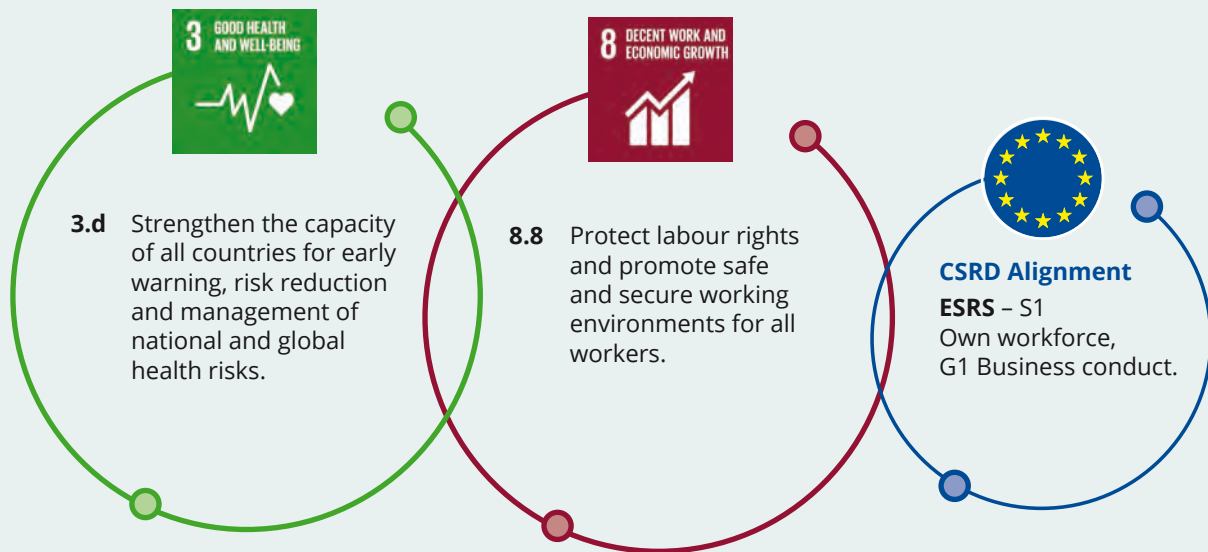 3 GOOD HEALTH
AND WELL-BEING
3.d Strengthen the capacity
of all countries for early
warning, risk reduction
and management of
national and global
health risks.
8 DECENT WORK AND
ECONOMIC GROWTH
8.8 Protect labour rights
and promote safe
and secure working
environments for all
workers.
CSRD Alignment
ESRS – S1
Own workforce,
G1 Business conduct.